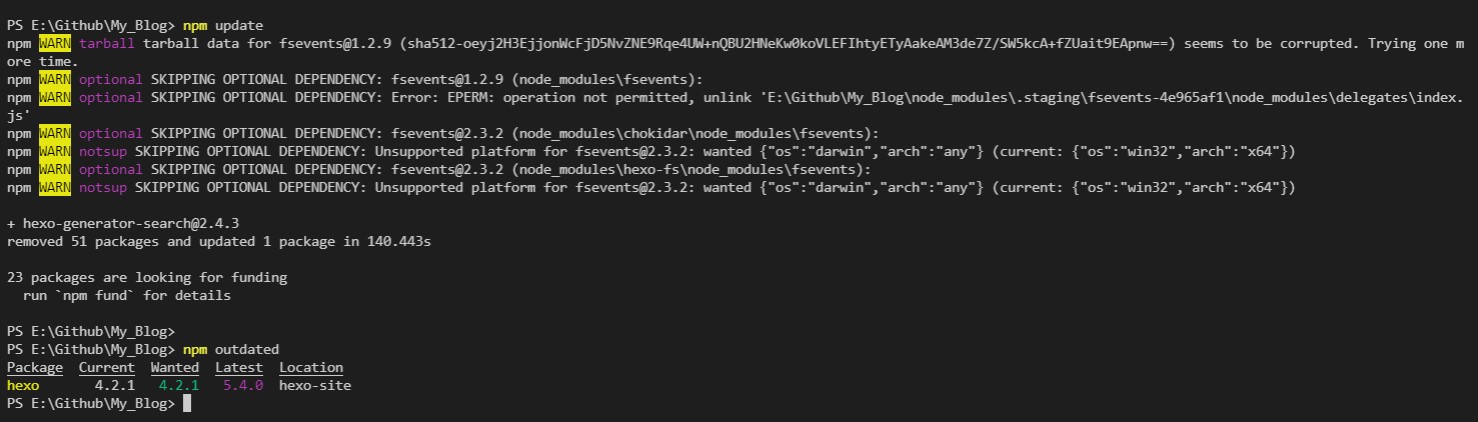 PS E:\Github\My_Blog> npm update
npm WARN tarball tarball data for fsevents@1.2.9 (sha512-oeyj2H3EjjonWcFjD5NvZNE9Rqe4UW+nQBU2HNeKw0koVLEFIhtyETyAakeAM3de7Z/SW5kcA+fZUait9EApnw==) seems to be corrupted. Trying one m
ore time.
npm WARN optional SKIPPING OPTIONAL DEPENDENCY: fsevents@1.2.9 (node_modules\fsevents):
npm WARN optional SKIPPING OPTIONAL DEPENDENCY: Error: EPERM: operation not permitted, unlink 'E:\Github\My_Blog\node_modules\.staging\fsevents-4e965af1\node_modules\delegates\index.
js'
npm WARN optional SKIPPING OPTIONAL DEPENDENCY: fsevents@2.3.2 (node_modules\chokidar\node_modules\fsevents):
npm WARN notsup SKIPPING OPTIONAL DEPENDENCY: Unsupported platform for fsevents@2.3.2: wanted {"os":"darwin","arch":"any"} (current: {"os":"win32","arch":"x64"})
npm WARN optional SKIPPING OPTIONAL DEPENDENCY: fsevents@2.3.2 (node_modules\hexo-fs\node_modules\fsevents):
npm WARN notsup SKIPPING OPTIONAL DEPENDENCY: Unsupported platform for fsevents@2.3.2: wanted {"os":"darwin","arch":"any"} (current: {"os":"win32","arch":"x64"})
+ hexo-generator-search@2.4.3
removed 51 packages and updated 1 package in 140.443s
23 packages are looking for funding
  run `npm fund` for details
PS E:\Github\My_Blog>
PS E:\Github\My_Blog> npm outdated
Package  Current  Wanted  Latest  Location
hexo       4.2.1   4.2.1   5.4.0  hexo-site
PS E:\Github\My_Blog>